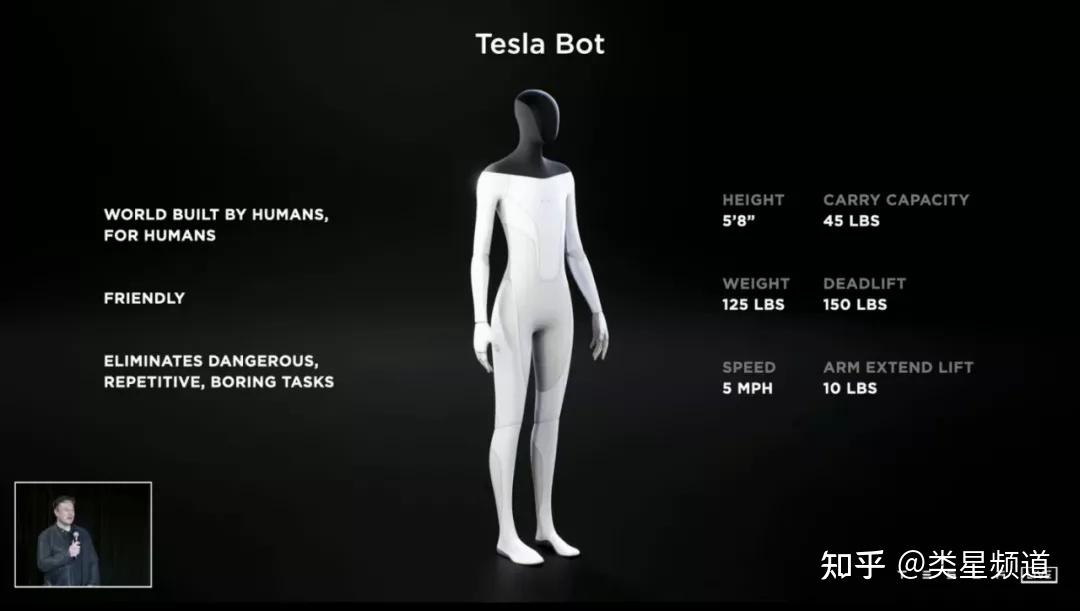 Tesla Bot
WORLD BUILT BY HUMANS,
FOR HUMANS
FRIENDLY
ELIMINATES DANGEROUS,
REPETITIVE, BORING TASKS
HEIGHT
5’8”
CARRY CAPACITY
45 LBS
WEIGHT
125 LBS
DEADLIFT
150 LBS
SPEED
5 MPH
ARM EXTEND LIFT
10 LBS
知乎 @类星频道